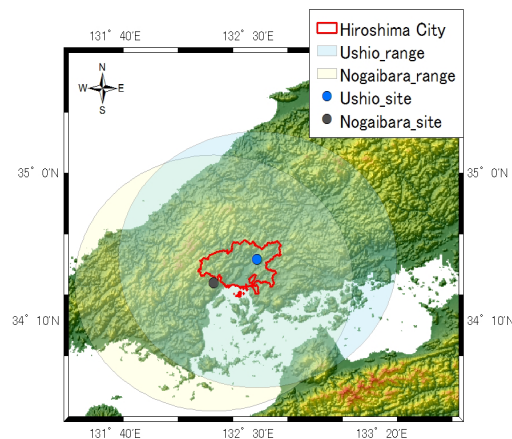 131° 40'E
132° 30'E
Hiroshima City
Ushio_range
Nogaibara_range
Ushio_site
Nogaibara_site
N
W
E
S
35° 0'N
35° 0'N
34° 10'N
34° 10'N
131° 40'E
132° 30'E
133° 20'E